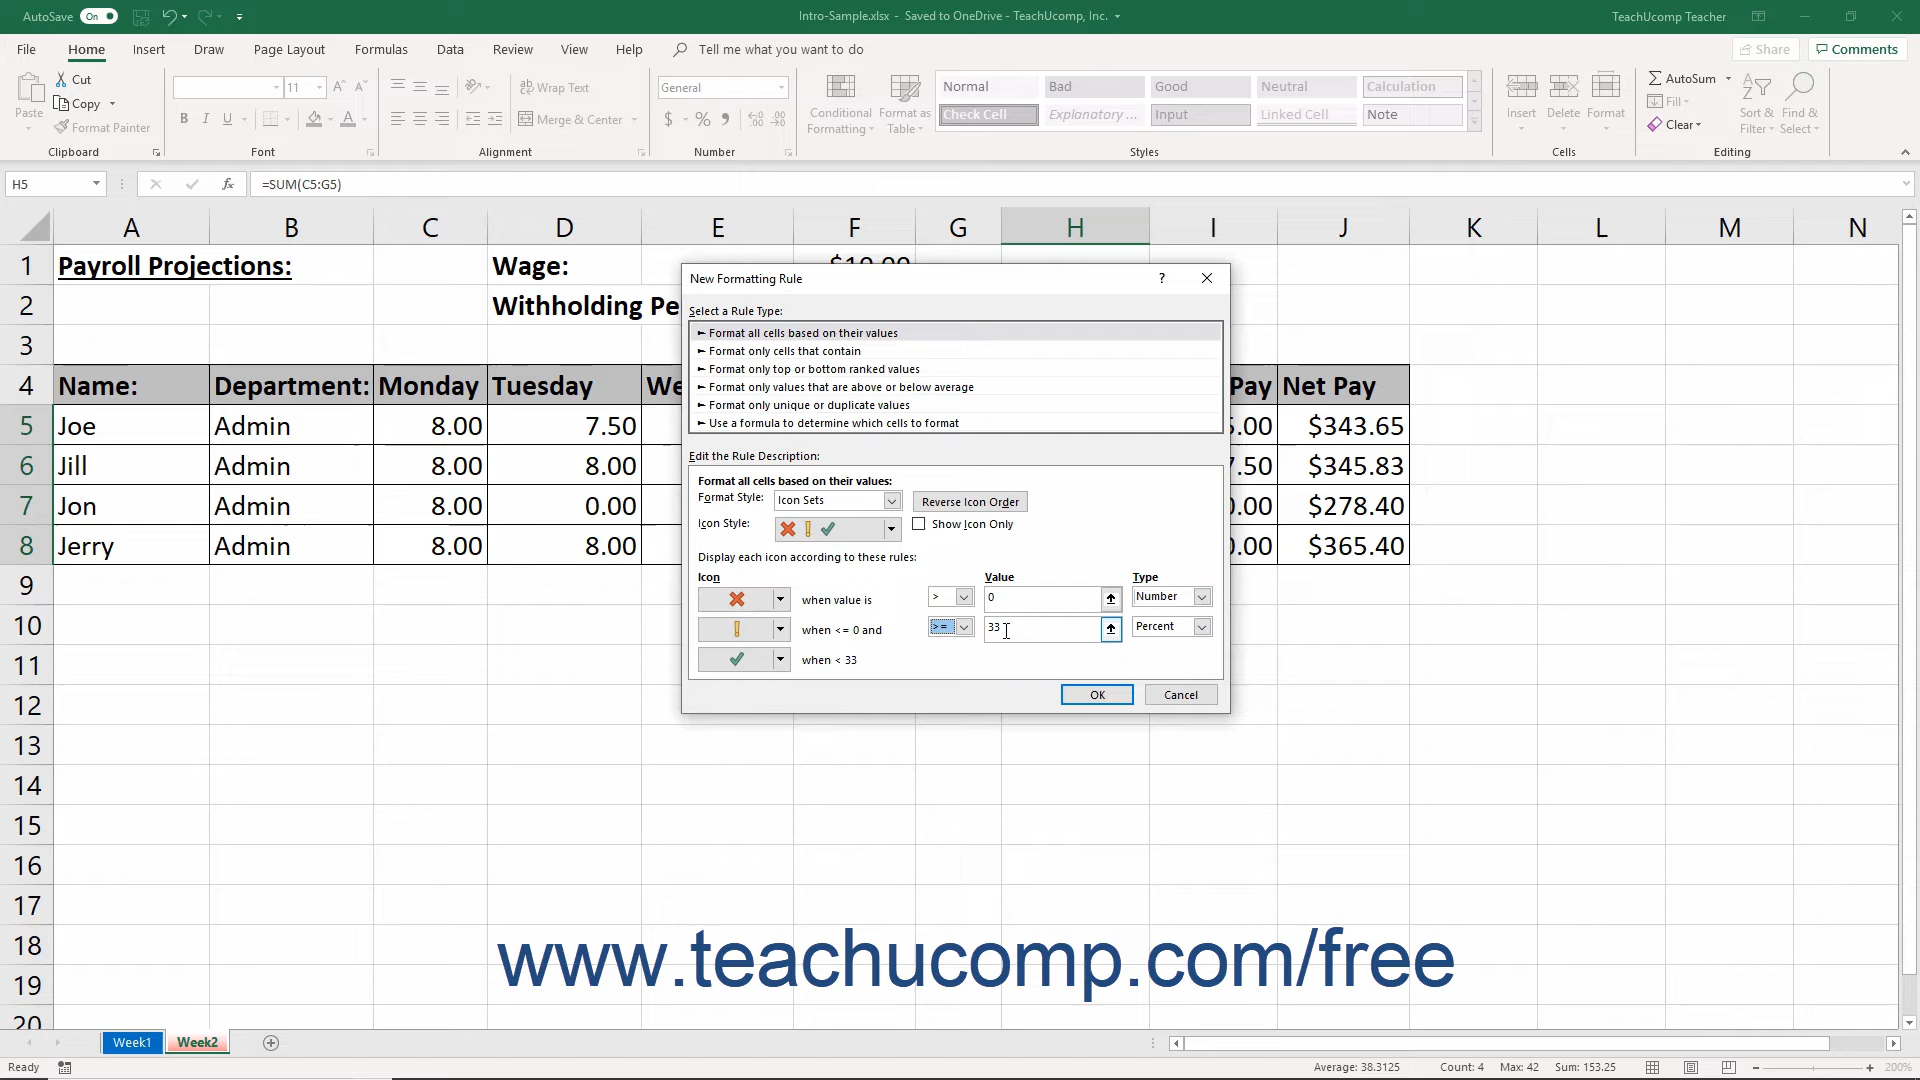 AutoSave On
Intro-Sample.xlsx - Saved to OneDrive - TeachUcomp, Inc.
TeachUcomp Teacher
File Home Insert Draw Page Layout Formulas Data Review View Help Tell me what you want to do
Share Comments
Paste Cut Copy Format Painter
11
Wrap Text
Merge & Center
General
Conditional Formatting
Format as Table
Normal Bad Good Neutral Calculation
Check Cell Explanatory ... Input Linked Cell Note
Insert Delete Format
AutoSum
Fill
Clear
Sort & Filter
Find & Select
Clipboard Font Alignment Number Styles Cells Editing
H5 fx =SUM(C5:G5)
A B C D E F G H I J K L M N
1 Payroll Projections: Wage: $10.00
2 Withholding Pe
3
4 Name: Department: Monday Tuesday We Pay Net Pay
5 Joe Admin 8.00 7.50 5.00 $343.65
6 Jill Admin 8.00 8.00 7.50 $345.83
7 Jon Admin 8.00 0.00 0.00 $278.40
8 Jerry Admin 8.00 8.00 0.00 $365.40
9
10
11
12
13
14
15
16
17
18
19
20
New Formatting Rule ?
Select a Rule Type:
Format all cells based on their values
Format only cells that contain
Format only top or bottom ranked values
Format only values that are above or below average
Format only unique or duplicate values
Use a formula to determine which cells to format
Edit the Rule Description:
Format all cells based on their values:
Format Style: Icon Sets Reverse Icon Order
Icon Style: Show Icon Only
Display each icon according to these rules:
Icon Value Type
when value is > 0 Number
when <= 0 and >= 33 Percent
when < 33
OK Cancel
www.teachucomp.com/free
Week1 Week2
Ready
Average: 38.3125 Count: 4 Max: 42 Sum: 153.25 200%